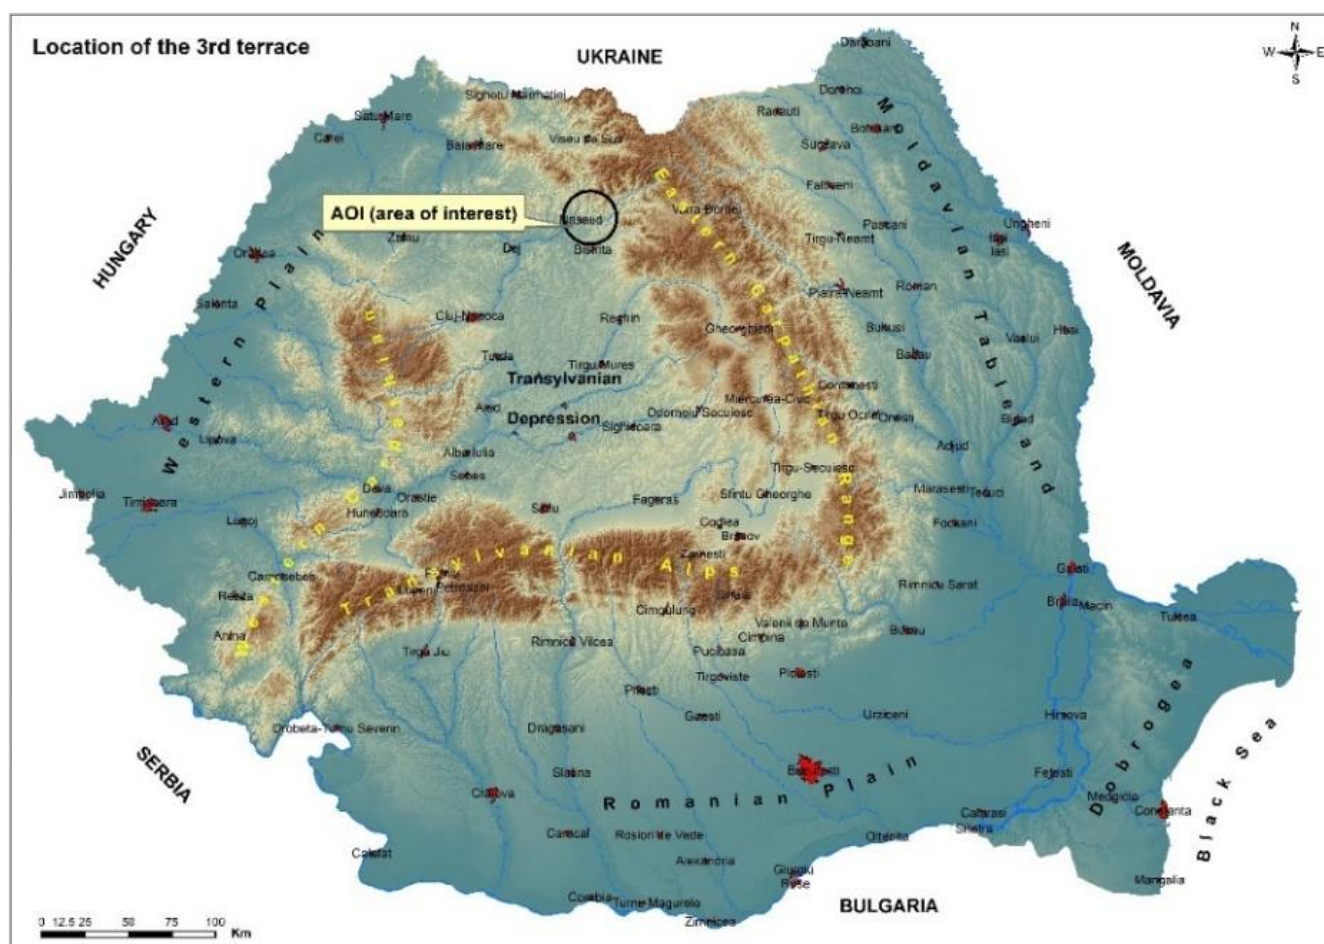 Location of the 3rd terrace
N
W E
S
UKRAINE
HUNGARY
MOLDAVIA
SERBIA
BULGARIA
Black Sea
AOI (area of interest)
Western Plain
Moldavian Tableland
Eastern Carpathian Range
Transylvanian Alps
Transylvanian
Depression
Romanian Plain
Dobrogea
Dorohoi
Sighetu Marmatiei
Radauti
Satu Mare
Carei
Baia Mare
Viseu de Sus
Suceava
Falticeni
Pascani
Ungheni
Iasi
Tirgu-Neamt
Dej
Bistrita
Salonta
Piatra-Neamt
Roman
Cluj-Napoca
Reghin
Gheorghieni
Buhusi
Vaslui
Husi
Turda
Bacau
Tirgu Mures
Miercurea-Ciuc
Aiud
Odorheiu Secuiesc
Tirgu Ocna
Onesti
Arad
Sighisoara
Birlad
Lipova
Adjud
Alba Iulia
Tirgu-Secuiesc
Sebes
Deva
Jimbolia
Orastie
Fagaras
Sfintu Gheorghe
Marasesti
Tecuci
Timisoara
Hunedoara
Sibiu
Lugoj
Codlea
Focsani
Brasov
Zarnesti
Galati
Caransebes
Petrosani
Rimnicu Sarat
Resita
Sinaia
Braila
Macin
Cimpulung
Tulcea
Valenii de Munte
Anina
Buzau
Rimnicu Vilcea
Cimpina
Tirgu Jiu
Pucioasa
Tirgoviste
Ploiesti
Pitesti
Gaesti
Urziceni
Hirsova
Drobeta-Turnu Severin
Dragasani
Slatina
Bucuresti
Fetesti
Craiova
Medgidia
Constanta
Calarasi
Silistra
Caracal
Rosiori de Vede
Oltenita
Calafat
Alexandria
Giurgiu
Ruse
Mangalia
Corabia
Turnu Magurele
Zimnicea
0 12.5 25 50 75 100
Km